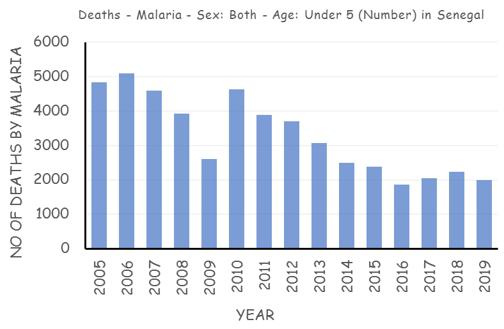 Deaths - Malaria - Sex: Both - Age: Under 5 (Number) in Senegal
NO OF DEATHS BY MALARIA
6000
5000
4000
3000
2000
1000
0
2005 2006 2007 2008 2009 2010 2011 2012 2013 2014 2015 2016 2017 2018 2019
YEAR